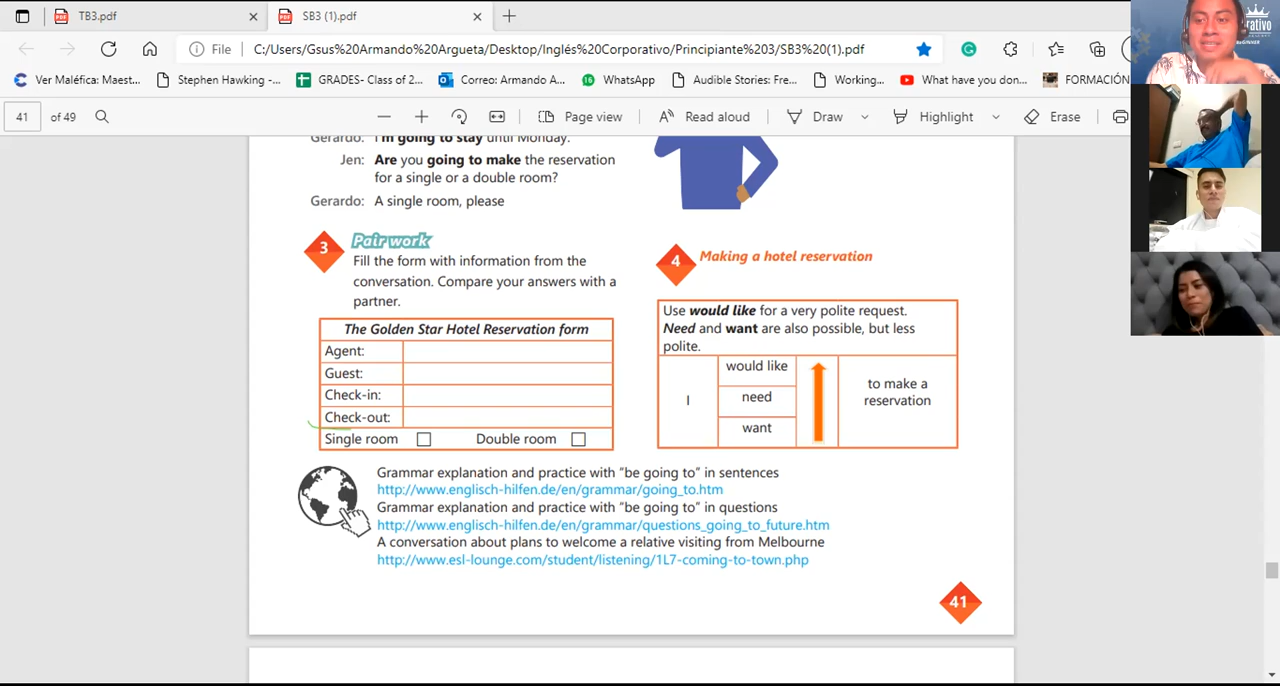 TB3.pdf
SB3 (1).pdf
File
C:/Users/Gsus%20Armando%20Argueta/Desktop/Inglés%20Corporativo/Principiante%203/SB3%20(1).pdf
Ver Maléfica: Maest...
Stephen Hawking -...
GRADES- Class of 2...
Correo: Armando A...
WhatsApp
Audible Stories: Fre...
Working...
What have you don...
FORMACIÓN
41
of 49
Page view
Read aloud
Draw
Highlight
Erase
Gerardo: I'm going to stay until Monday.
Jen: Are you going to make the reservation
for a single or a double room?
Gerardo: A single room, please
3
Pair work
Fill the form with information from the
conversation. Compare your answers with a
partner.
The Golden Star Hotel Reservation form
Agent:
Guest:
Check-in:
Check-out:
Single room
Double room
4
Making a hotel reservation
Use would like for a very polite request.
Need and want are also possible, but less
polite.
I
would like
need
want
to make a
reservation
Grammar explanation and practice with “be going to” in sentences
http://www.englisch-hilfen.de/en/grammar/going_to.htm
Grammar explanation and practice with “be going to” in questions
http://www.englisch-hilfen.de/en/grammar/questions_going_to_future.htm
A conversation about plans to welcome a relative visiting from Melbourne
http://www.esl-lounge.com/student/listening/1L7-coming-to-town.php
41